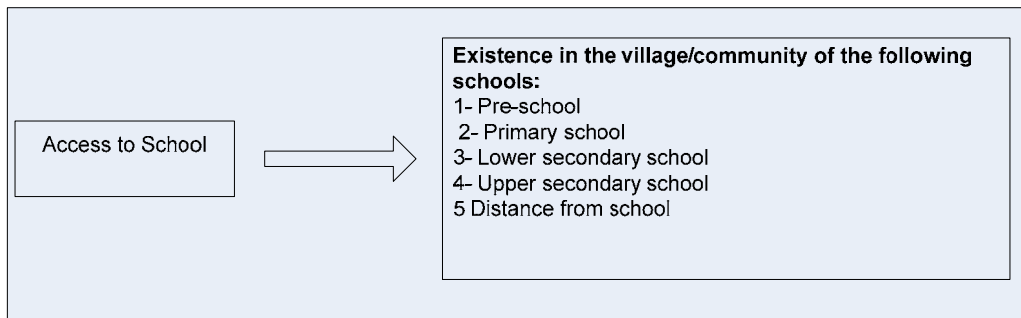 Access to School
Existence in the village/community of the following
schools:
1- Pre-school
2- Primary school
3- Lower secondary school
4- Upper secondary school
5 Distance from school